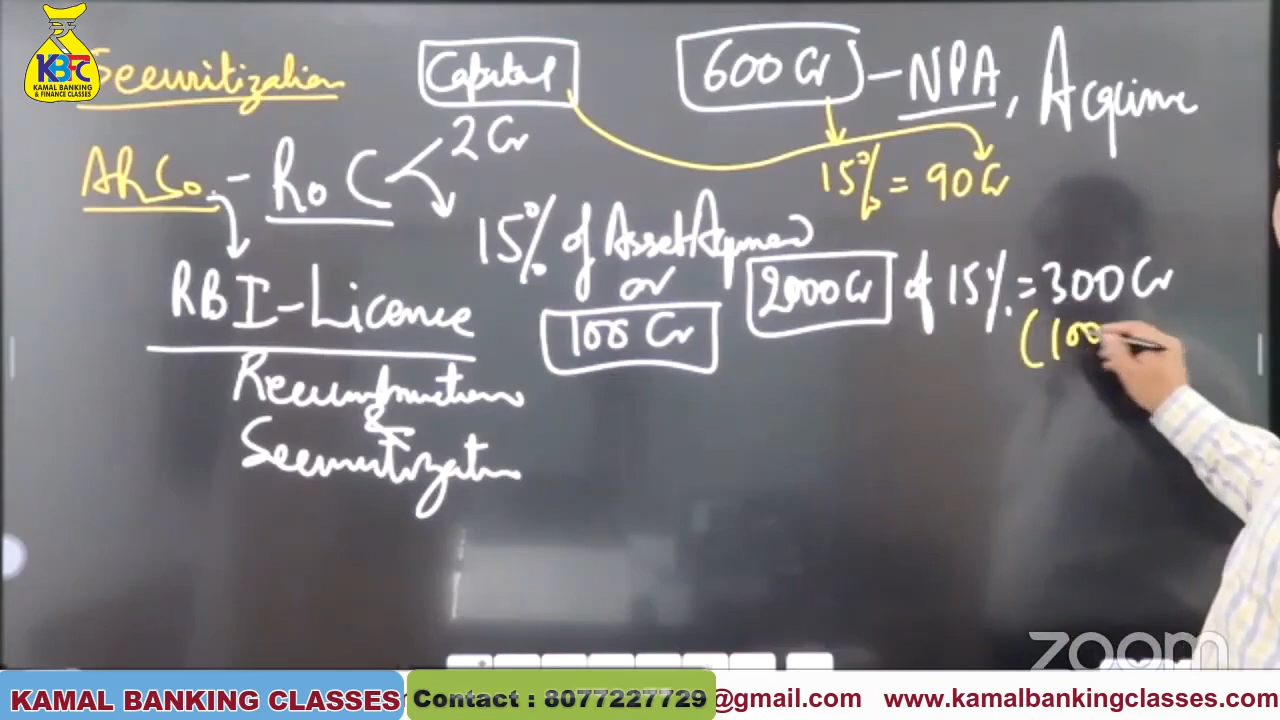 KBFC
KAMAL BANKING
& FINANCE CLASSES
Securitization
Capital
2 Cr
600 Cr - NPA, Acquire
15% = 90 Cr
ARCo - RoC
15% of Asset Acquired
or
100 Cr
2000 Cr of 15% = 300 Cr
(100
RBI-Licence
Reconstruction
&
Securitization
zoom
KAMAL BANKING CLASSES
Contact : 8077227729
@gmail.com
www.kamalbankingclasses.com